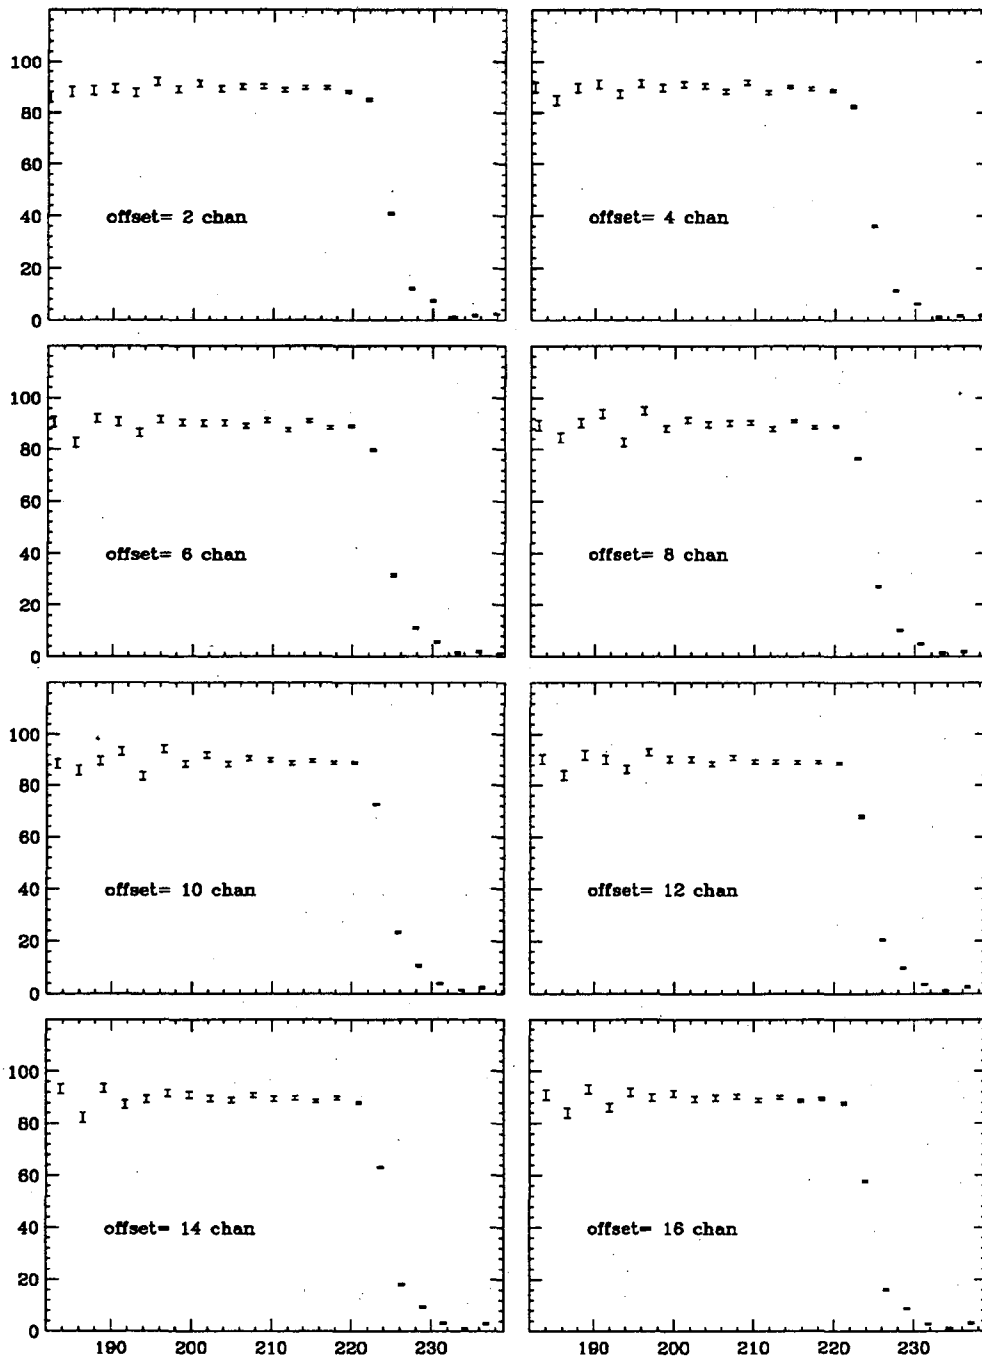 100
80
60
40
20
0
offset= 2 chan
offset= 4 chan
100
80
60
40
20
0
offset= 6 chan
offset= 8 chan
100
80
60
40
20
0
offset= 10 chan
offset= 12 chan
100
80
60
40
20
0
offset= 14 chan
offset= 16 chan
190 200 210 220 230 190 200 210 220 230